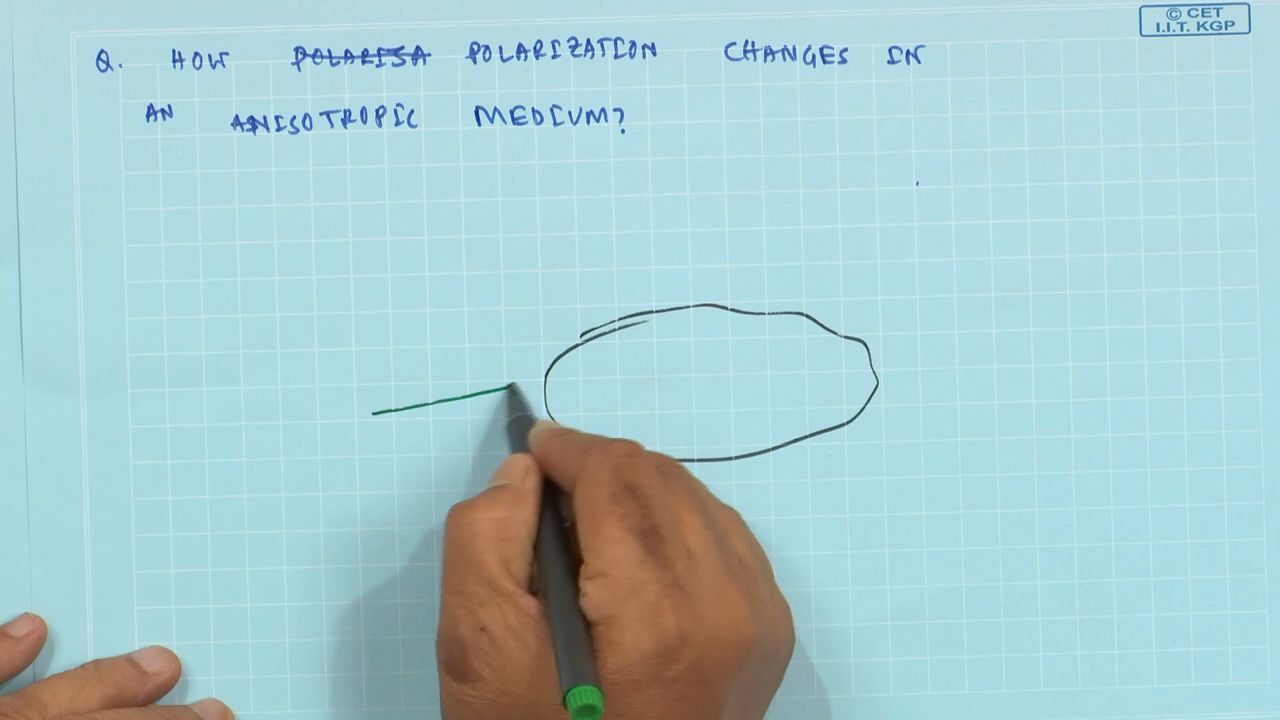 © CET
I.I.T. KGP
Q. HOW POLARISA POLARIZATION CHANGES IN
AN ANISOTROPIC MEDIUM?